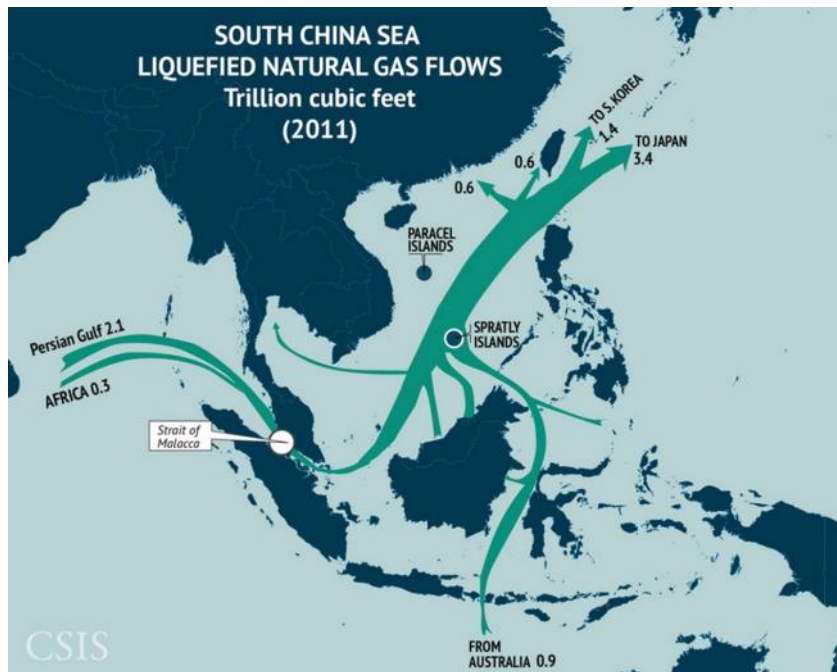 SOUTH CHINA SEA
LIQUEFIED NATURAL GAS FLOWS
Trillion cubic feet
(2011)
TO S. KOREA
1.4
TO JAPAN
3.4
0.6
0.6
PARACEL
ISLANDS
SPRATLY
ISLANDS
Persian Gulf 2.1
AFRICA 0.3
Strait of
Malacca
FROM
AUSTRALIA 0.9
CSIS